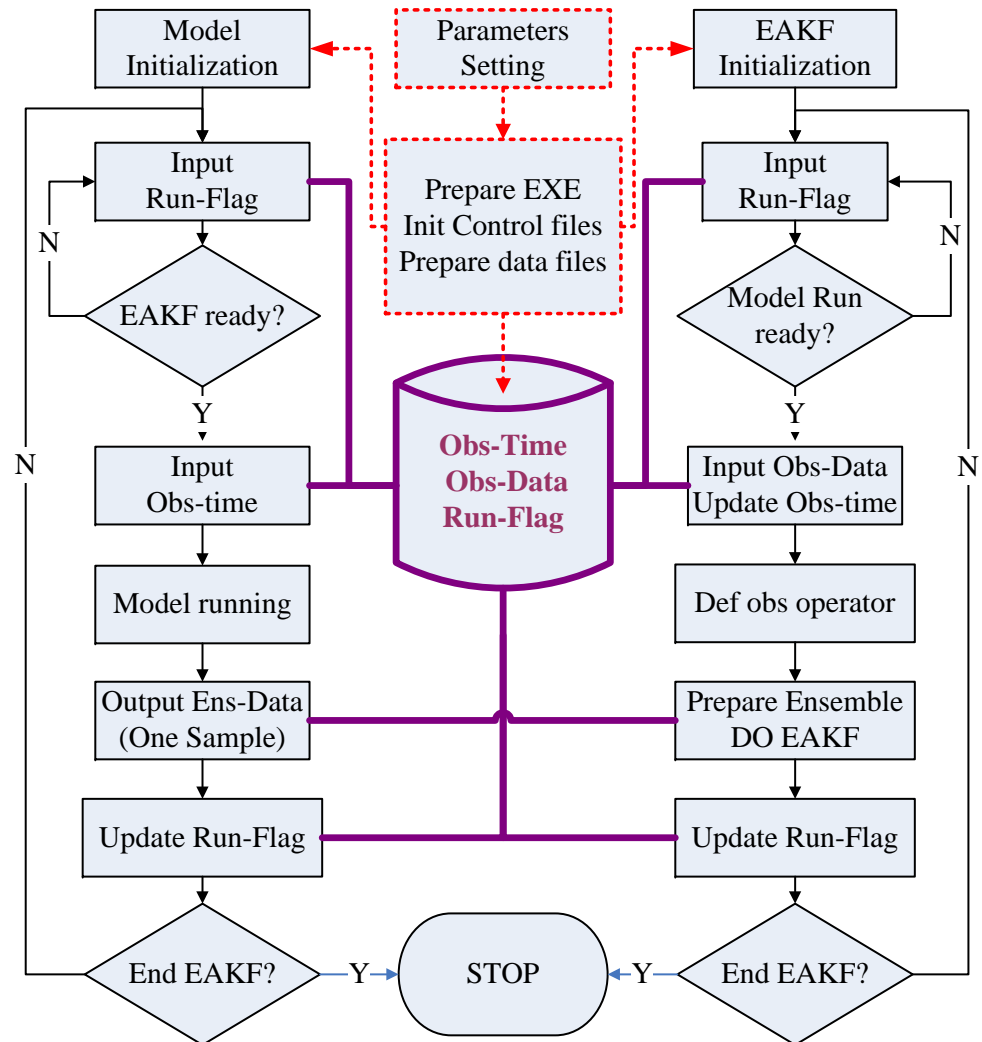 Model
Initialization
Parameters
Setting
EAKF
Initialization
Input
Run-Flag
Prepare EXE
Init Control files
Prepare data files
Input
Run-Flag
N
N
EAKF ready?
Model Run
ready?
Y
Y
N
N
Obs-Time
Obs-Data
Run-Flag
Input
Obs-time
Input Obs-Data
Update Obs-time
Model running
Def obs operator
Output Ens-Data
(One Sample)
Prepare Ensemble
DO EAKF
Update Run-Flag
Update Run-Flag
End EAKF?
Y
STOP
Y
End EAKF?